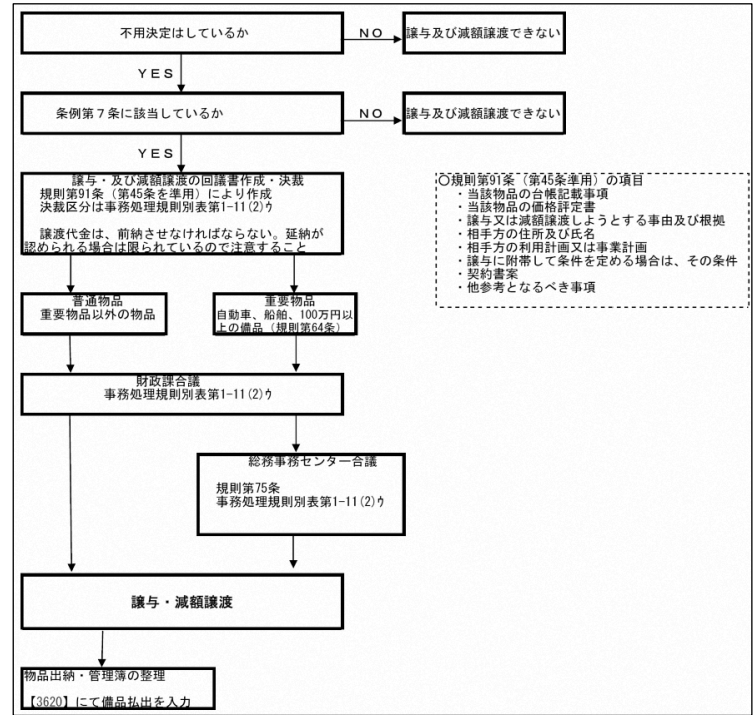 不用決定はしているか
NO
譲与及び減額譲渡できない
YES
条例第7条に該当しているか
NO
譲与及び減額譲渡できない
YES
譲与・及び減額譲渡の回議書作成・決裁
規則第91条(第45条を準用)により作成
決裁区分は事務処理規則別表第1-11(2)ウ
譲渡代金は、前納させなければならない。延納が
認められる場合は限られているので注意すること
〇規則第91条(第45条準用)の項目
・当該物品の台帳記載事項
・当該物品の価格評定書
・譲与又は減額譲渡しようとする事由及び根拠
・相手方の住所及び氏名
・相手方の利用計画又は事業計画
・譲与に附帯して条件を定める場合は、その条件
・契約書案
・他参考となるべき事項
普通物品
重要物品以外の物品
重要物品
自動車、船舶、100万円以
上の備品(規則第64条)
財政課合議
事務処理規則別表第1-11(2)ウ
総務事務センター合議
規則第75条
事務処理規則別表第1-11(2)ウ
譲与・減額譲渡
物品出納・管理簿の整理
【3620】にて備品払出を入力